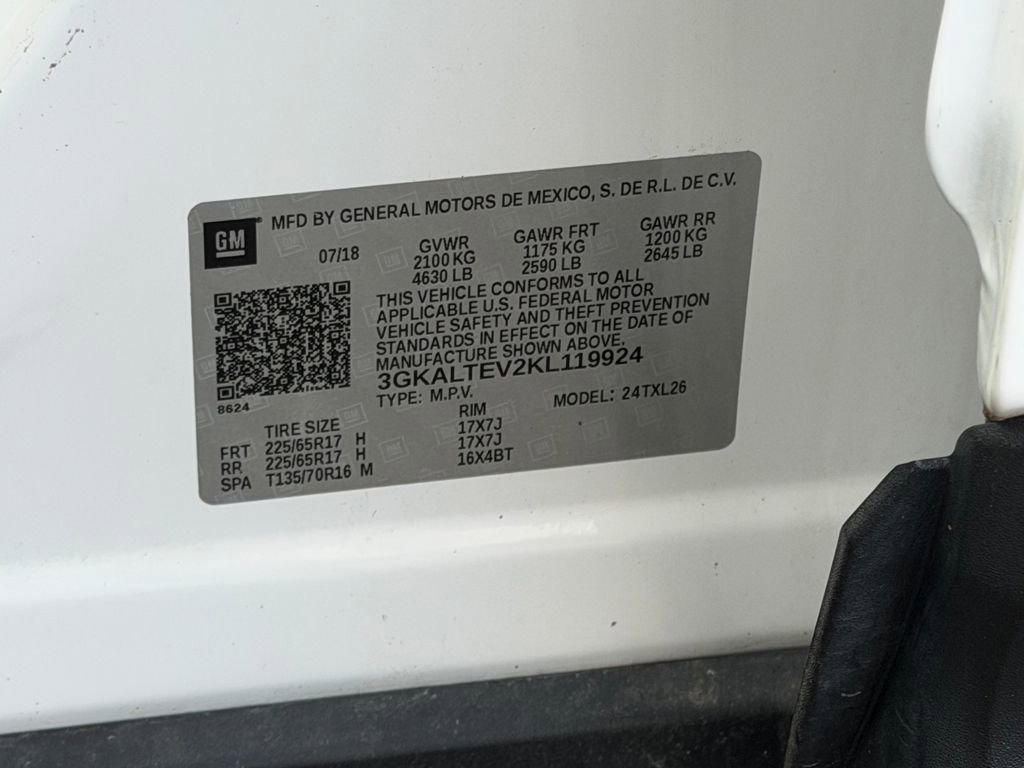 GM
MFD BY GENERAL MOTORS DE MEXICO, S. DE R.L. DE C.V.
07/18
GVWR
2100 KG
4630 LB
GAWR FRT
1175 KG
2590 LB
GAWR RR
1200 KG
2645 LB
THIS VEHICLE CONFORMS TO ALL
APPLICABLE U.S. FEDERAL MOTOR
VEHICLE SAFETY AND THEFT PREVENTION
STANDARDS IN EFFECT ON THE DATE OF
MANUFACTURE SHOWN ABOVE.
3GKALTEV2KL119924
8624
TYPE: M.P.V. MODEL: 24TXL26
TIRE SIZE RIM
FRT 225/65R17 H 17X7J
RR 225/65R17 H 17X7J
SPA T135/70R16 M 16X4BT